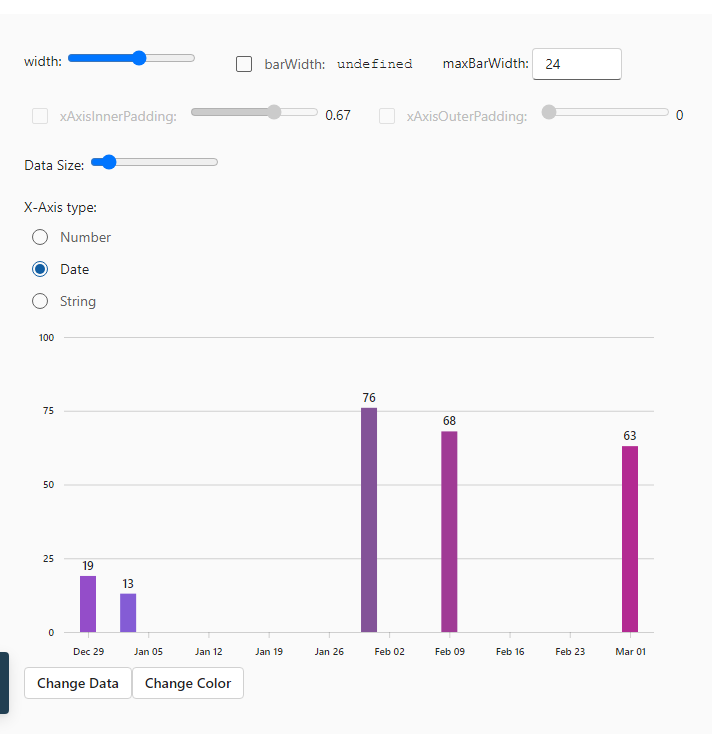 width: barWidth: undefined maxBarWidth: 24
xAxisInnerPadding: 0.67 xAxisOuterPadding: 0
Data Size:
X-Axis type:
Number
Date
String
100
76
75
68
63
50
25
19
13
0
Dec 29 Jan 05 Jan 12 Jan 19 Jan 26 Feb 02 Feb 09 Feb 16 Feb 23 Mar 01
Change Data Change Color